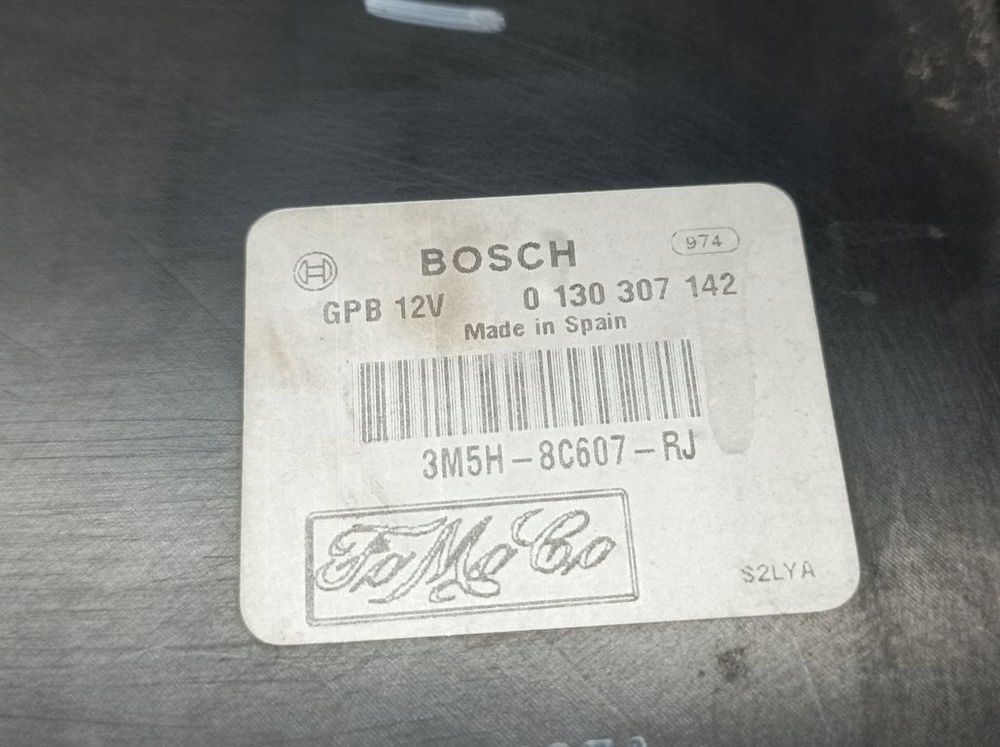 BOSCH
974
GPB 12V 0 130 307 142
Made in Spain
3M5H-8C607-RJ
FoMoCo
S2LYA